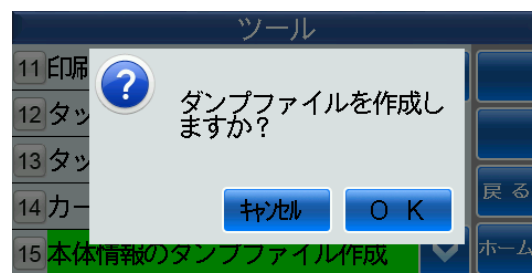 ツール
11 印刷
12 タッ
ダンプファイルを作成し
ますか？
13 タッ
14 カー
ｷｬﾝｾﾙ
ＯＫ
戻る
15 本体情報のダンプファイル作成
ホーム